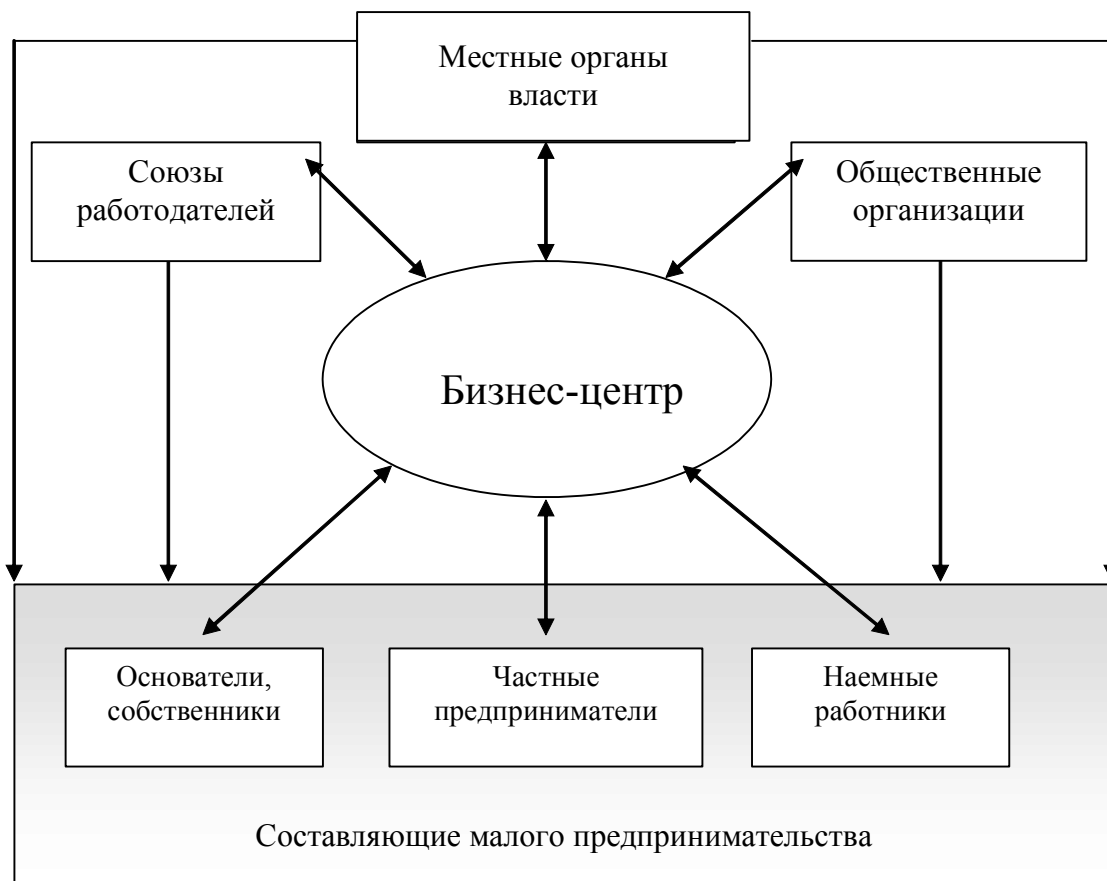 Местные органы
власти
Союзы
работодателей
Общественные
организации
Бизнес-центр
Основатели,
собственники
Частные
предприниматели
Наемные
работники
Составляющие малого предпринимательства